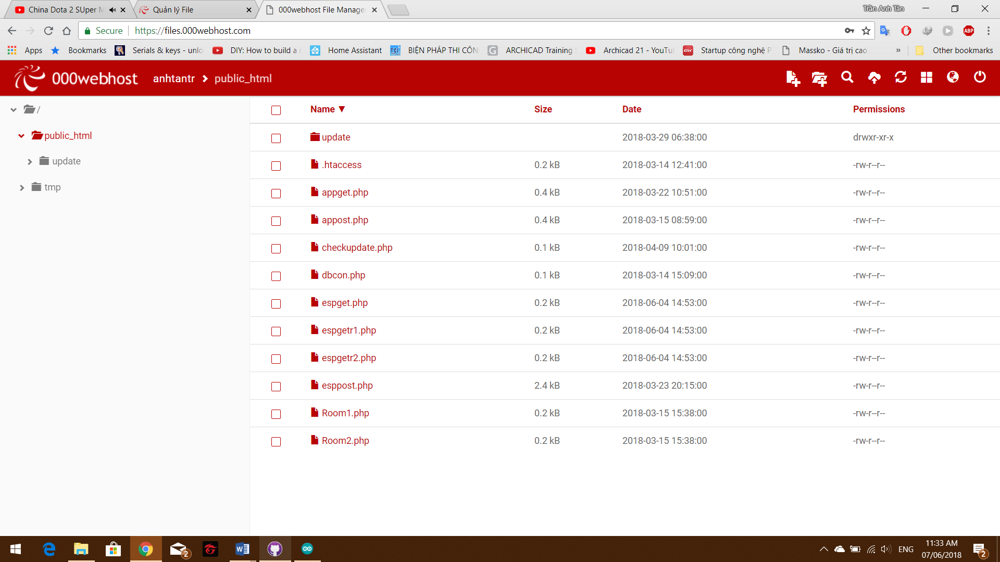 China Dota 2 SUper M
Quản lý File
000webhost File Manage
Trần Anh Tân
Secure
https://files.000webhost.com
Apps
Bookmarks
Serials & keys - unlo
DIY: How to build a
Home Assistant
BIỆN PHÁP THI CÔN
ARCHICAD Training
Archicad 21 - YouTu
Startup công nghệ P
Massko - Giá trị cao
»
Other bookmarks
000webhost
anhtantr
public_html
/
public_html
update
tmp
Name ▼ Size Date Permissions
update 2018-03-29 06:38:00 drwxr-xr-x
.htaccess 0.2 kB 2018-03-14 12:41:00 -rw-r--r--
appget.php 0.4 kB 2018-03-22 10:51:00 -rw-r--r--
appost.php 0.4 kB 2018-03-15 08:59:00 -rw-r--r--
checkupdate.php 0.1 kB 2018-04-09 10:01:00 -rw-r--r--
dbcon.php 0.1 kB 2018-03-14 15:09:00 -rw-r--r--
espget.php 0.2 kB 2018-06-04 14:53:00 -rw-r--r--
espgetr1.php 0.2 kB 2018-06-04 14:53:00 -rw-r--r--
espgetr2.php 0.2 kB 2018-06-04 14:53:00 -rw-r--r--
esppost.php 2.4 kB 2018-03-23 20:15:00 -rw-r--r--
Room1.php 0.2 kB 2018-03-15 15:38:00 -rw-r--r--
Room2.php 0.2 kB 2018-03-15 15:38:00 -rw-r--r--
2
ENG
11:33 AM
07/06/2018
2